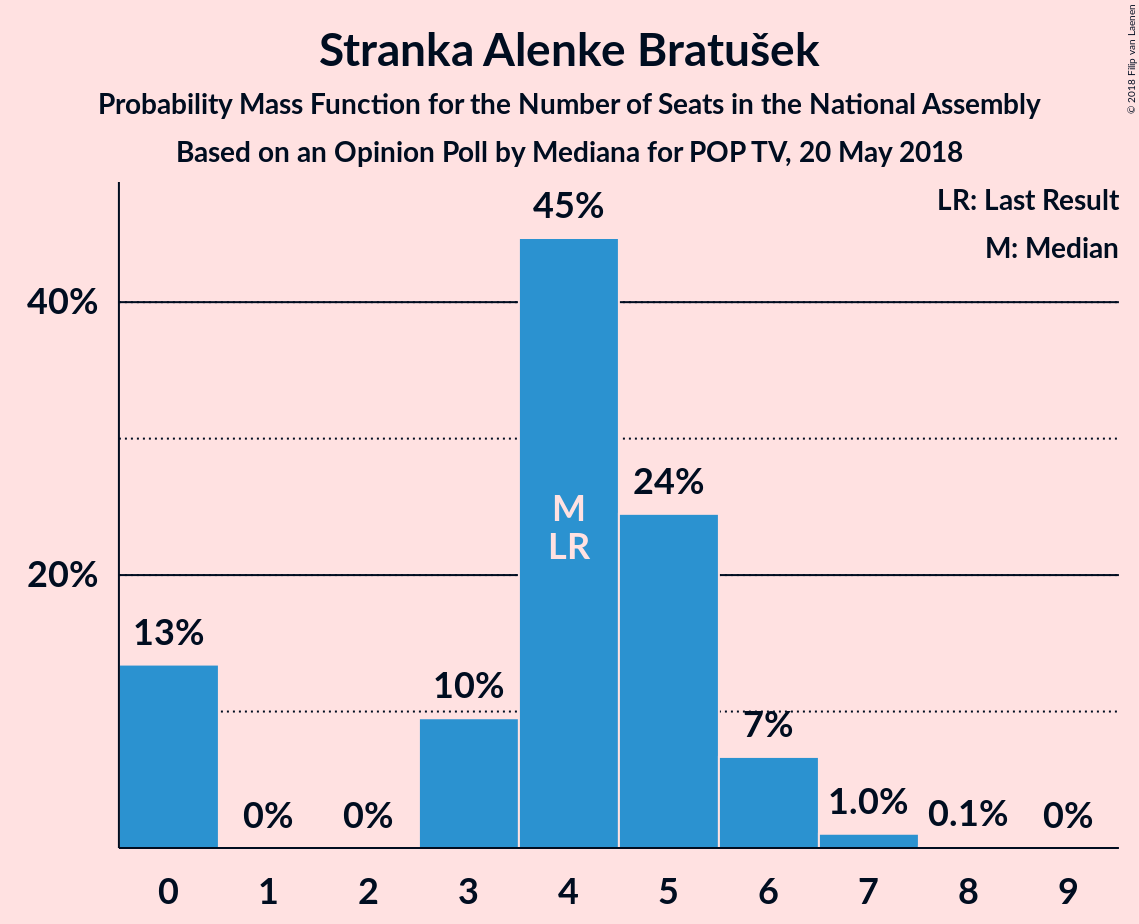 Stranka Alenke Bratušek
Probability Mass Function for the Number of Seats in the National Assembly
Based on an Opinion Poll by Mediana for POP TV, 20 May 2018
© 2018 Filip van Laenen
LR: Last Result
M: Median
40%
20%
13%
0%
0%
10%
45%
M
LR
24%
7%
1.0%
0.1%
0%
0 1 2 3 4 5 6 7 8 9